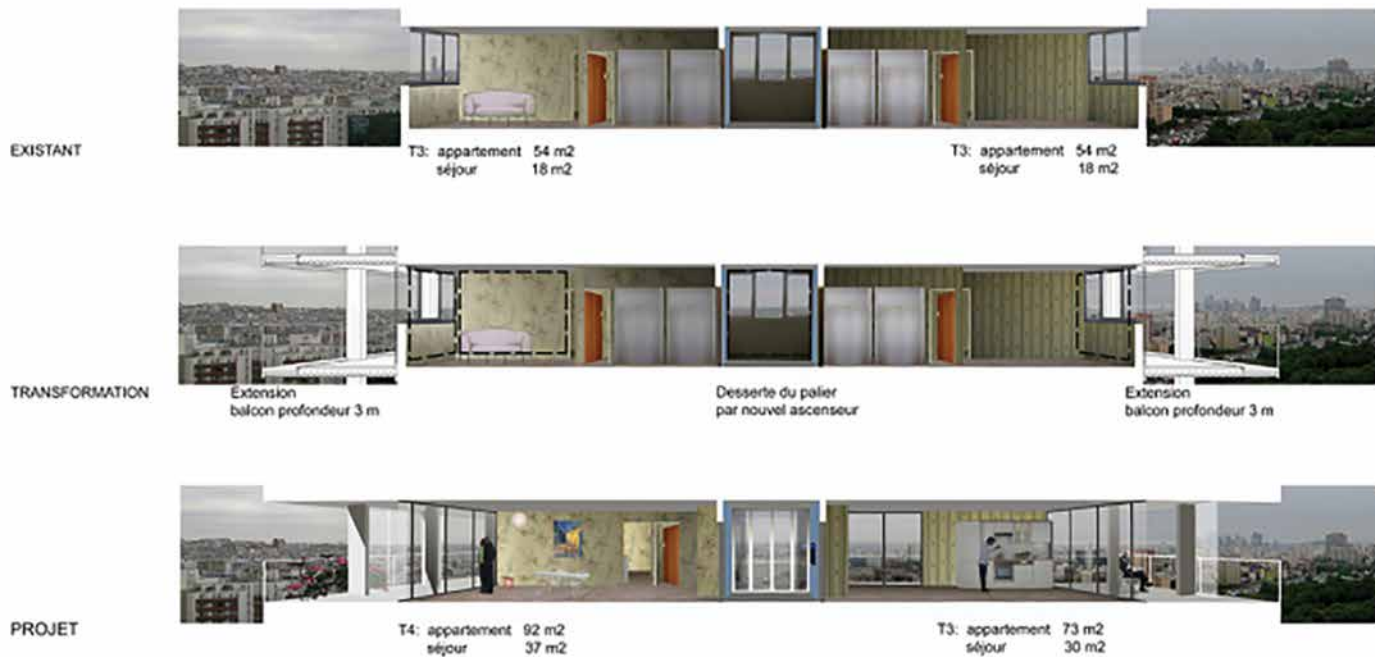 EXISTANT
T3: appartement 54 m2
séjour 18 m2
T3: appartement 54 m2
séjour 18 m2
TRANSFORMATION
Extension
balcon profondeur 3 m
Desserte du palier
par nouvel ascenseur
Extension
balcon profondeur 3 m
PROJET
T4: appartement 92 m2
séjour 37 m2
T3: appartement 73 m2
séjour 30 m2